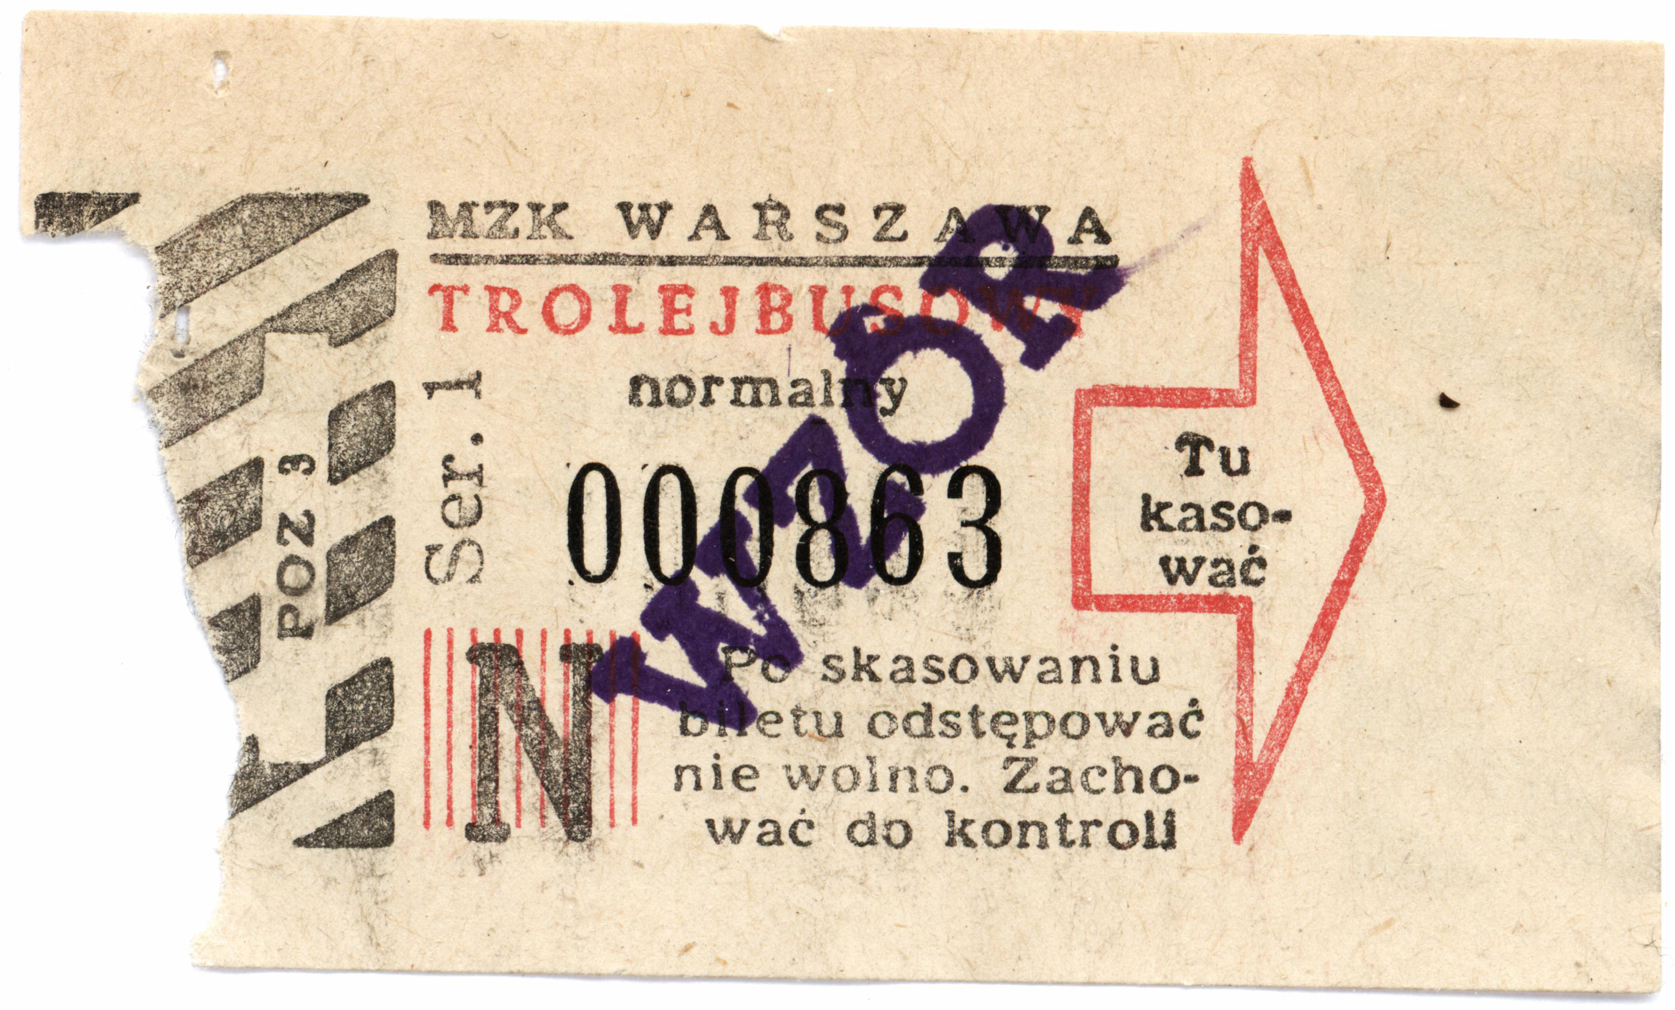 MZK WARSZAWA
TROLEJBUSOWY
normalny
Ser. 1
000863
WZÓR
POZ 3
N
Po skasowaniu
biletu odstępować
nie wolno. Zacho-
wać do kontroli
Tu
kaso-
wać